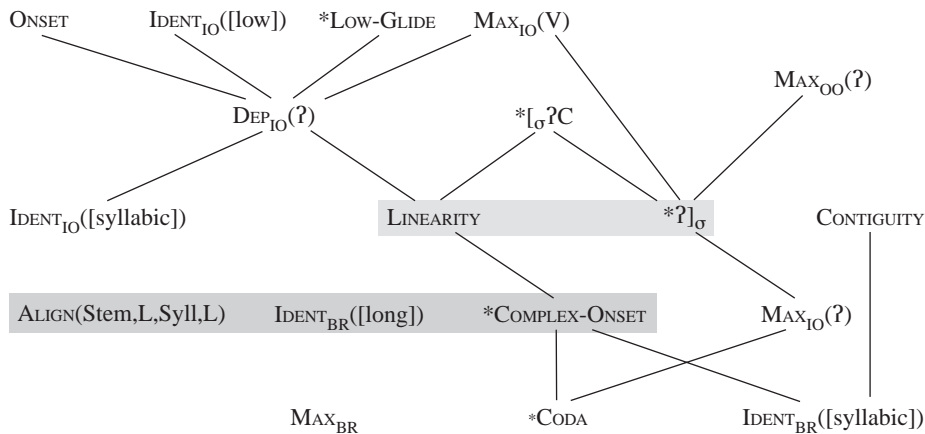 ONSET IDENT_IO([low]) *LOW-GLIDE MAX_IO(V)
MAX_OO(ʔ)
DEP_IO(ʔ) *[_σʔC
IDENT_IO([syllabic]) LINEARITY *ʔ]_σ CONTIGUITY
ALIGN(Stem,L,Syll,L) IDENT_BR([long]) *COMPLEX-ONSET MAX_IO(ʔ)
MAX_BR *CODA IDENT_BR([syllabic])